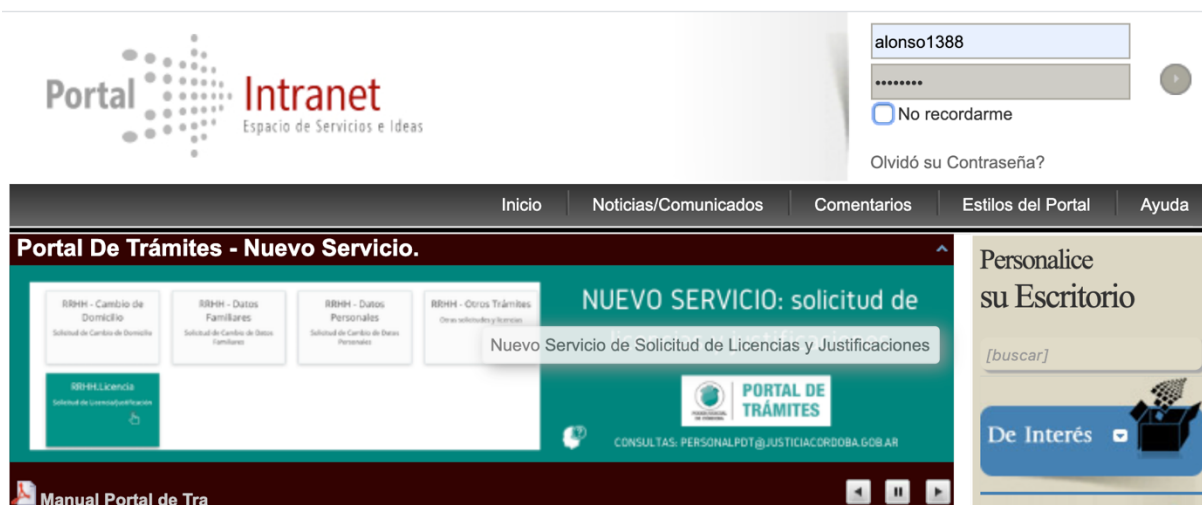 alonso1388
••••••••
No recordarme
Olvidó su Contraseña?
Portal Intranet
Espacio de Servicios e Ideas
Inicio Noticias/Comunicados Comentarios Estilos del Portal Ayuda
Portal De Trámites - Nuevo Servicio.
RRHH - Cambio de
Domicilio
Solicitud de Cambio de Domicilio
RRHH - Datos
Familiares
Solicitud de Cambio de Datos
Familiares
RRHH - Datos
Personales
Solicitud de Cambio de Datos
Personales
RRHH - Otros Trámites
Otras solicitudes y licencias
RRHH.Licencia
Solicitud de Licencia/Justificación
NUEVO SERVICIO: solicitud de
Nuevo Servicio de Solicitud de Licencias y Justificaciones
PORTAL DE
TRÁMITES
CONSULTAS: PERSONALPDT@JUSTICIACORDOBA.GOB.AR
Manual Portal de Tra
Personalice
su Escritorio
[buscar]
De Interés